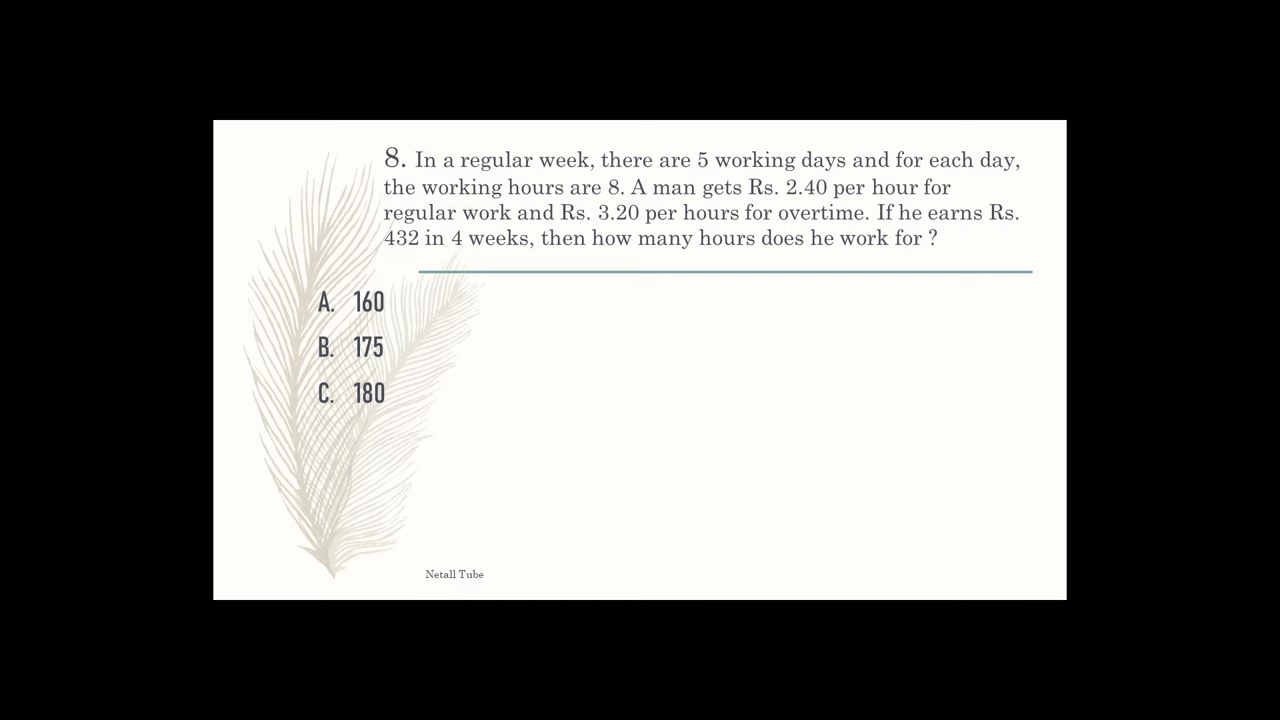 8. In a regular week, there are 5 working days and for each day,
the working hours are 8. A man gets Rs. 2.40 per hour for
regular work and Rs. 3.20 per hours for overtime. If he earns Rs.
432 in 4 weeks, then how many hours does he work for ?
A. 160
B. 175
C. 180
Netall Tube